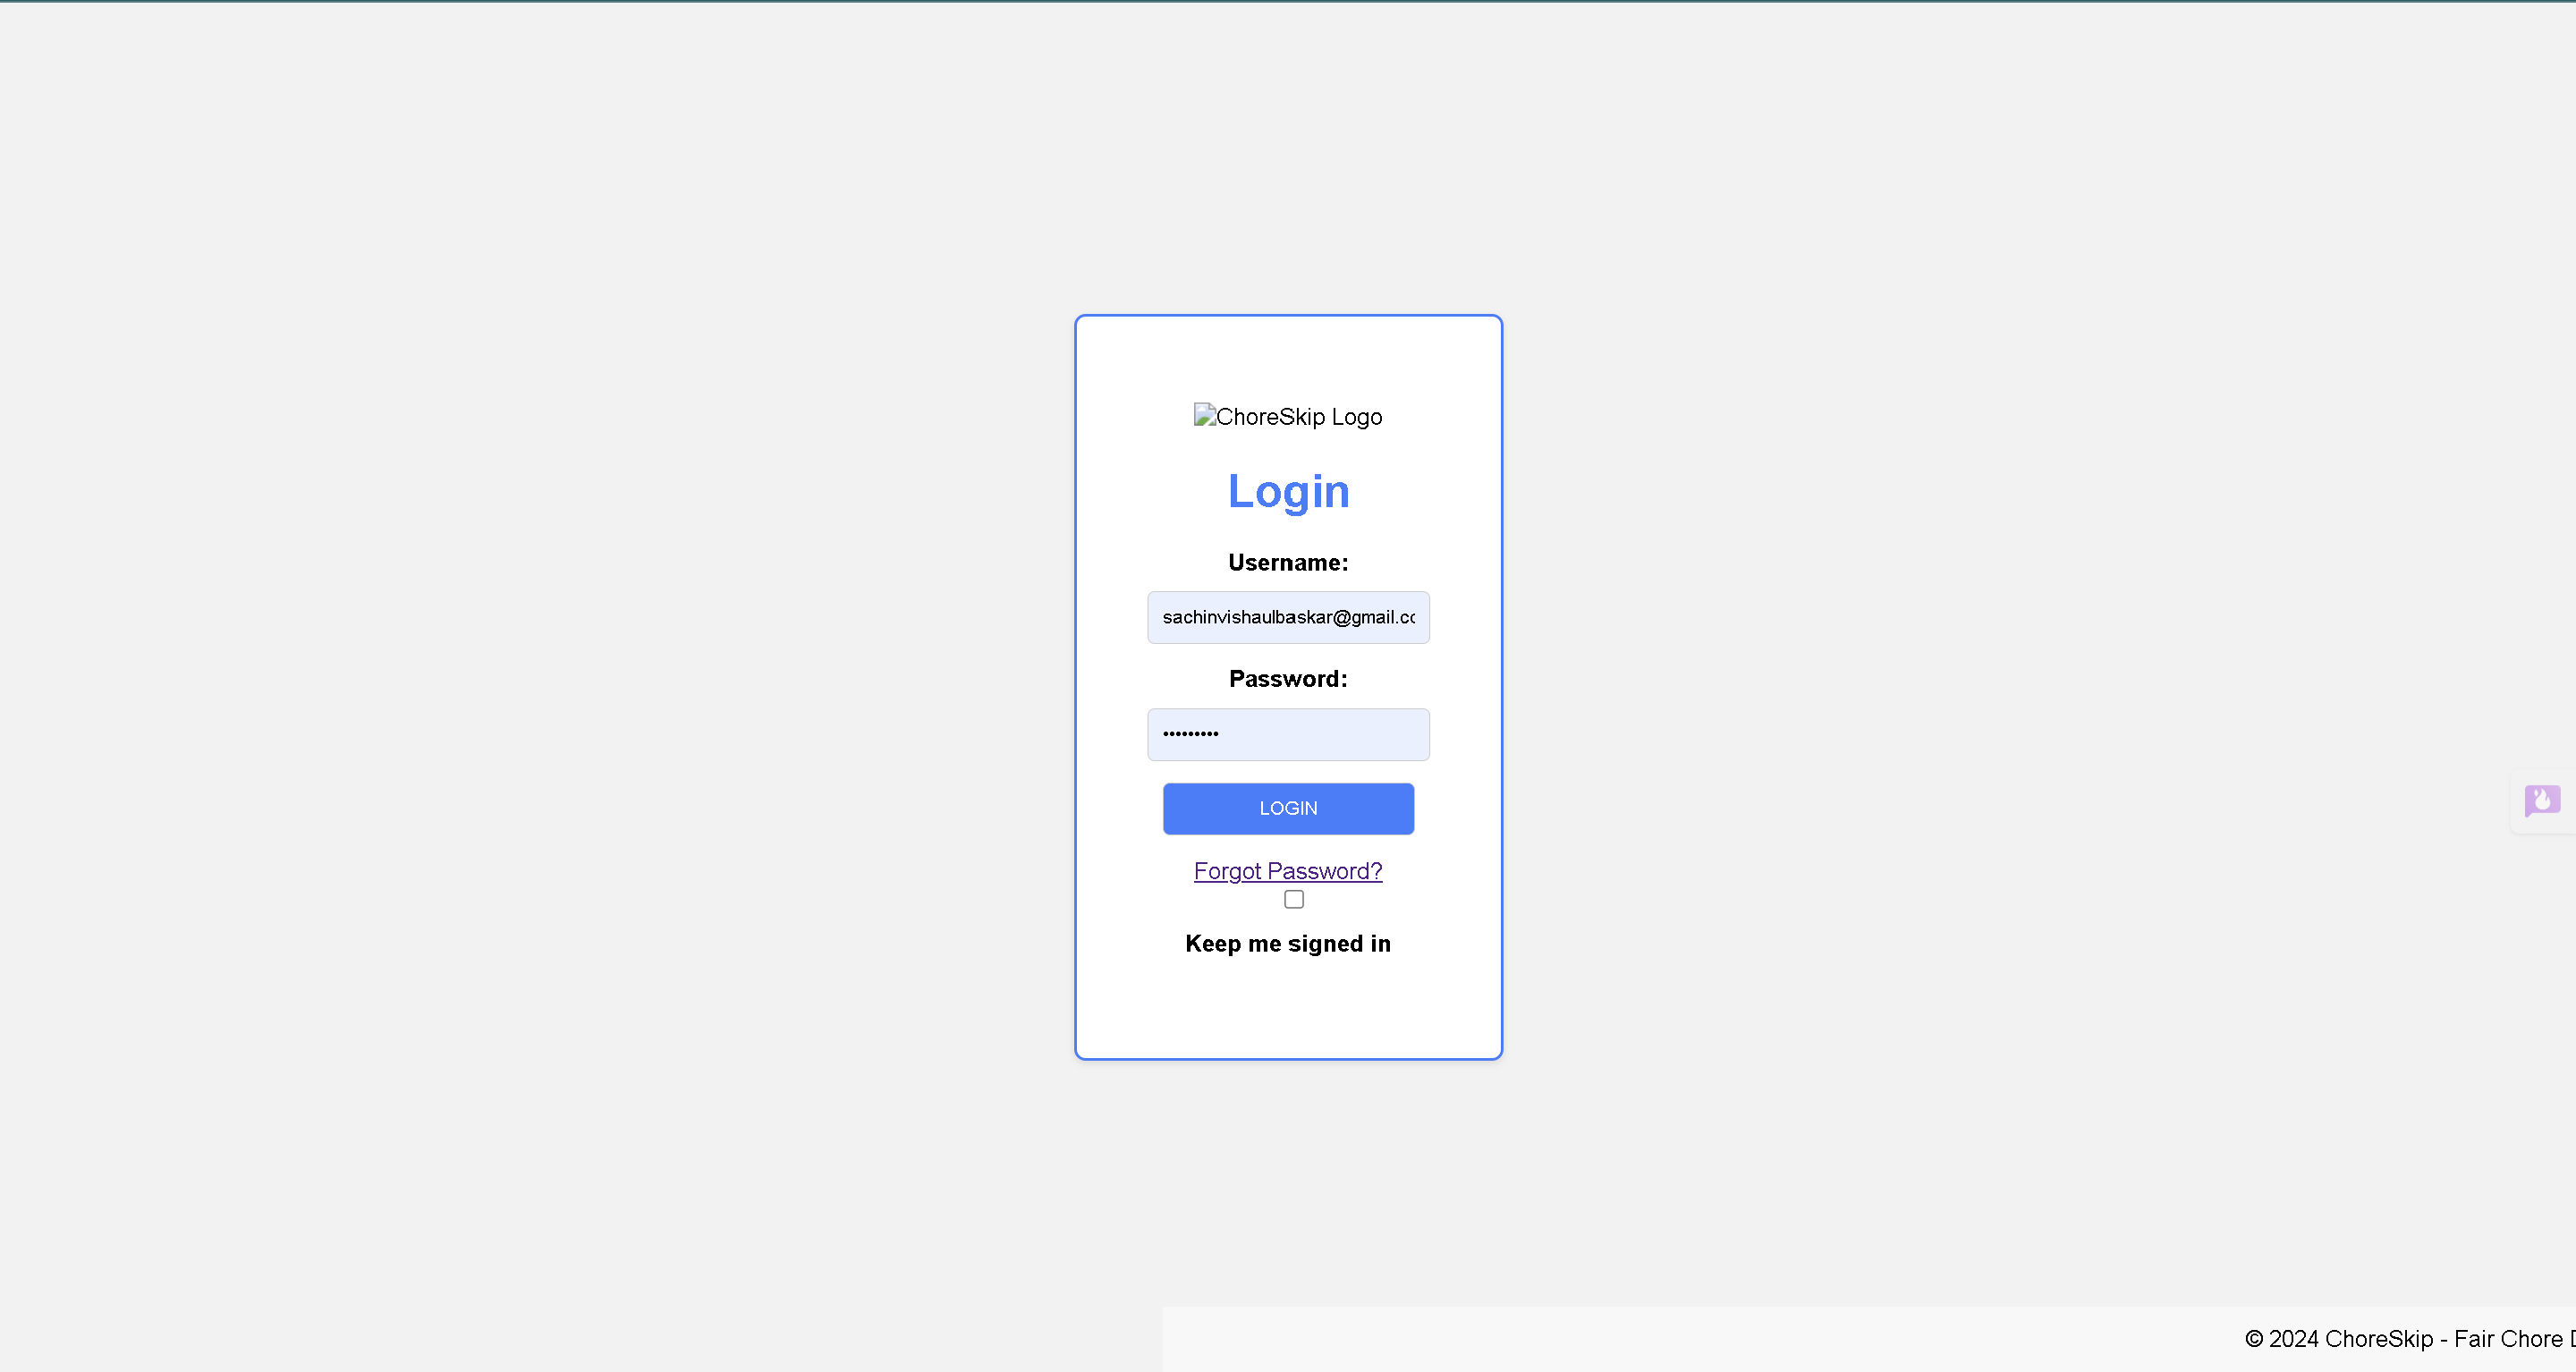 ChoreSkip Logo
Login
Username:
sachinvishaulbaskar@gmail.cc
Password:
•••••••••
LOGIN
Forgot Password?
Keep me signed in
© 2024 ChoreSkip - Fair Chore